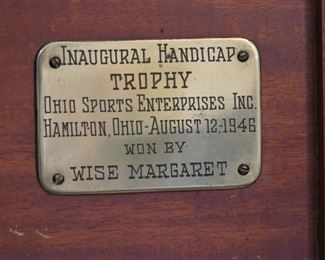 INAUGURAL HANDICAP
TROPHY
OHIO SPORTS ENTERPRISES INC.
HAMILTON, OHIO-AUGUST 12-1946
WON BY
WISE MARGARET